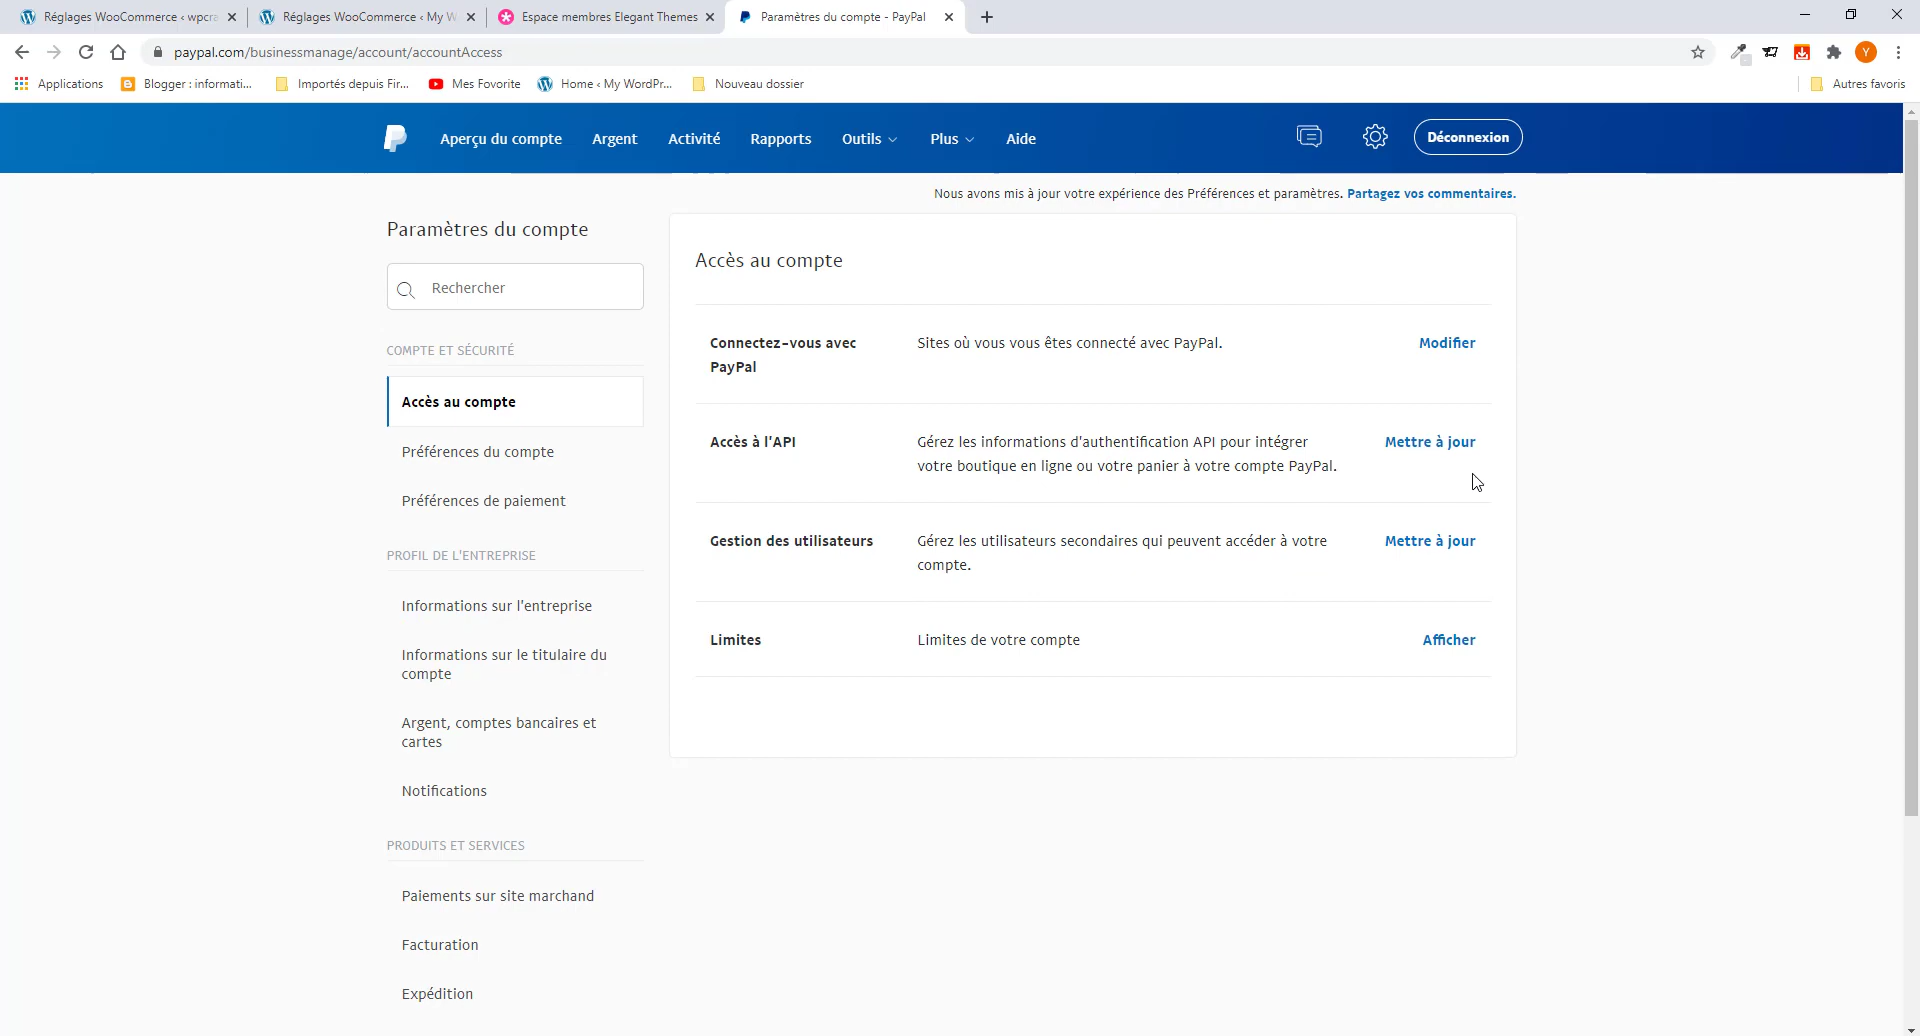 Réglages WooCommerce ‹ wpcra
Réglages WooCommerce ‹ My W
Espace membres Elegant Themes
Paramètres du compte - PayPal
paypal.com/businessmanage/account/accountAccess
Y
Applications
Blogger : informati...
Importés depuis Fir...
Mes Favorite
Home ‹ My WordPr...
Nouveau dossier
Autres favoris
Aperçu du compte
Argent
Activité
Rapports
Outils
Plus
Aide
Déconnexion
Nous avons mis à jour votre expérience des Préférences et paramètres. Partagez vos commentaires.
Paramètres du compte
Rechercher
COMPTE ET SÉCURITÉ
Accès au compte
Préférences du compte
Préférences de paiement
PROFIL DE L'ENTREPRISE
Informations sur l'entreprise
Informations sur le titulaire du
compte
Argent, comptes bancaires et
cartes
Notifications
PRODUITS ET SERVICES
Paiements sur site marchand
Facturation
Expédition
Accès au compte
Connectez-vous avec
PayPal
Sites où vous vous êtes connecté avec PayPal.
Modifier
Accès à l'API
Gérez les informations d'authentification API pour intégrer
votre boutique en ligne ou votre panier à votre compte PayPal.
Mettre à jour
Gestion des utilisateurs
Gérez les utilisateurs secondaires qui peuvent accéder à votre
compte.
Mettre à jour
Limites
Limites de votre compte
Afficher